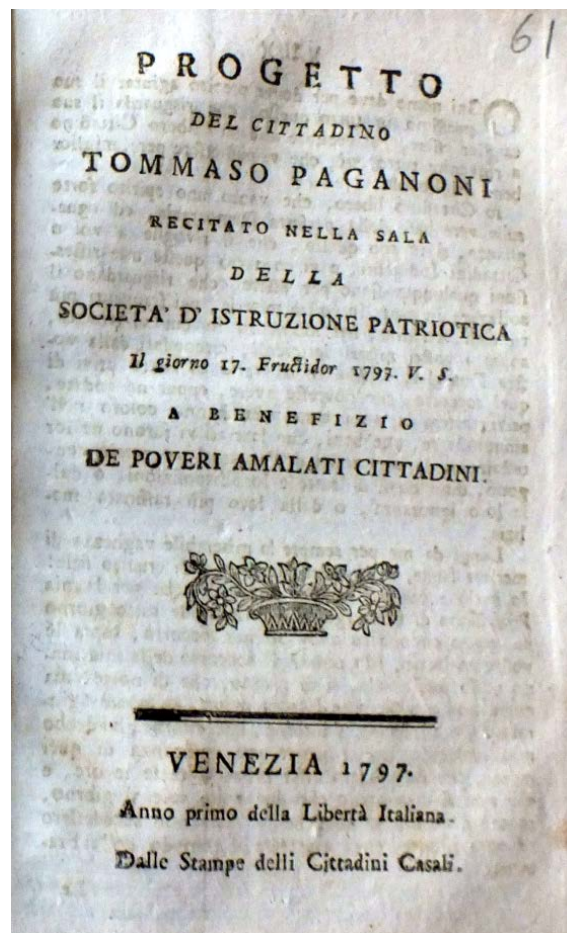 61
PROGETTO
DEL CITTADINO
TOMMASO PAGANONI
RECITATO NELLA SALA
DELLA
SOCIETA' D' ISTRUZIONE PATRIOTICA
Il giorno 17. Fructidor 1797. V. S.
A BENEFIZIO
DE POVERI AMALATI CITTADINI.
VENEZIA 1797.
Anno primo della Libertà Italiana.
Dalle Stampe delli Cittadini Casali.